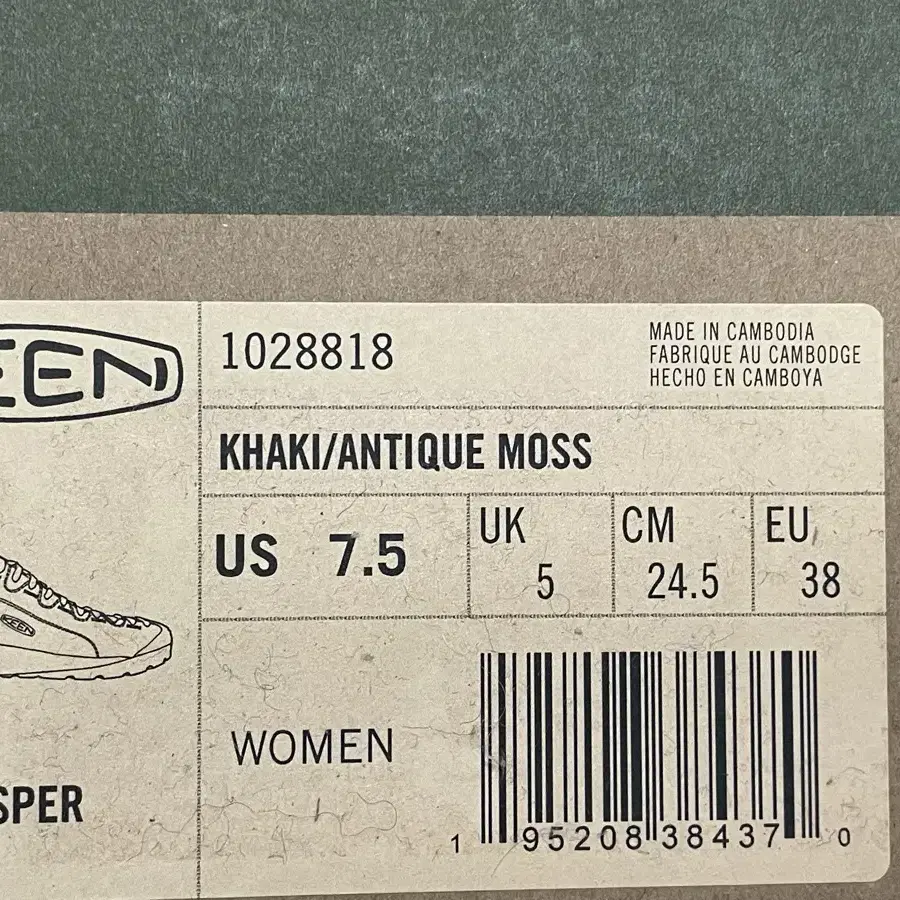 EEN
1028818
MADE IN CAMBODIA
FABRIQUE AU CAMBODGE
HECHO EN CAMBOYA
KHAKI/ANTIQUE MOSS
US 7.5
UK 5
CM 24.5
EU 38
KEEN
WOMEN
SPER
1 95208 38437 0